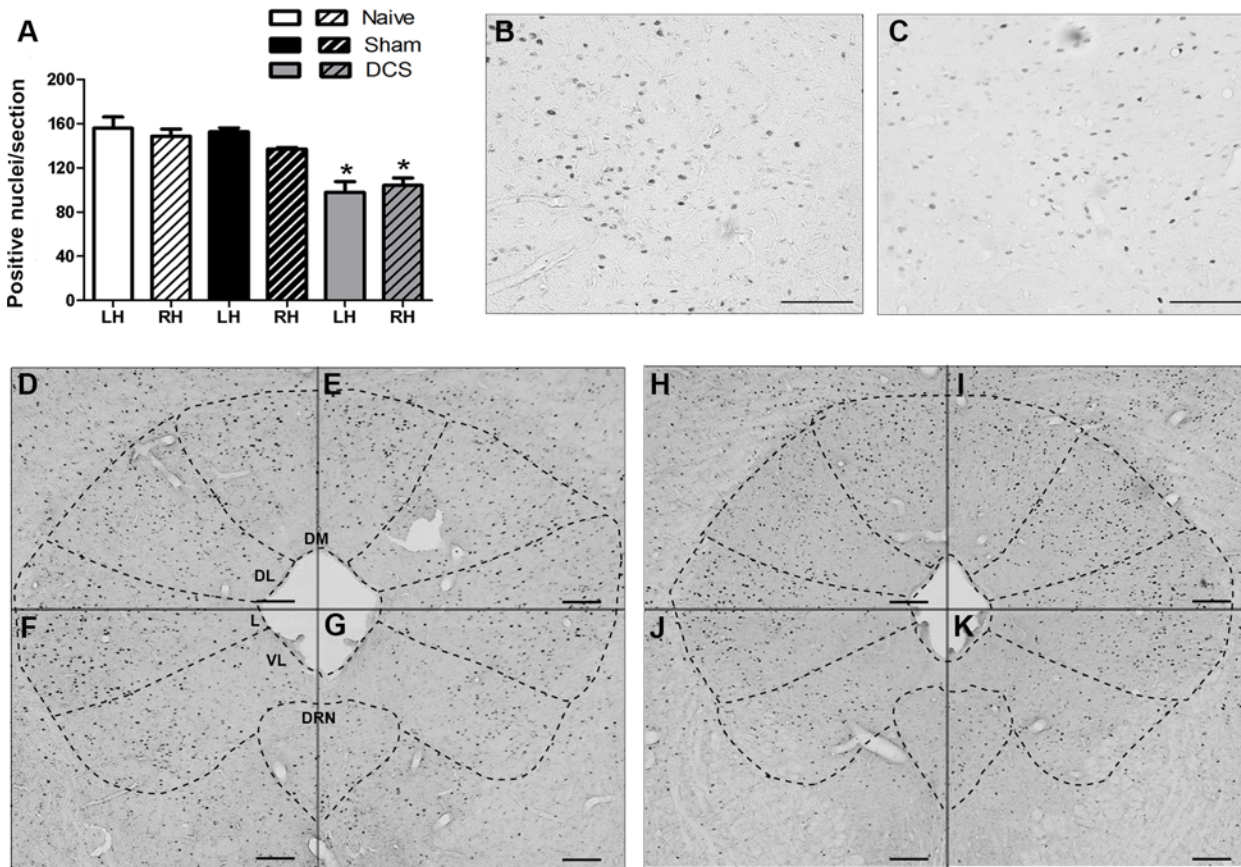 A
Naive
Sham
DCS
Positive nuclei/section
200
160
120
80
40
0
LH RH LH RH LH RH
* *
B
C
D
E
F
G
DM
DL
L
VL
DRN
H
I
J
K